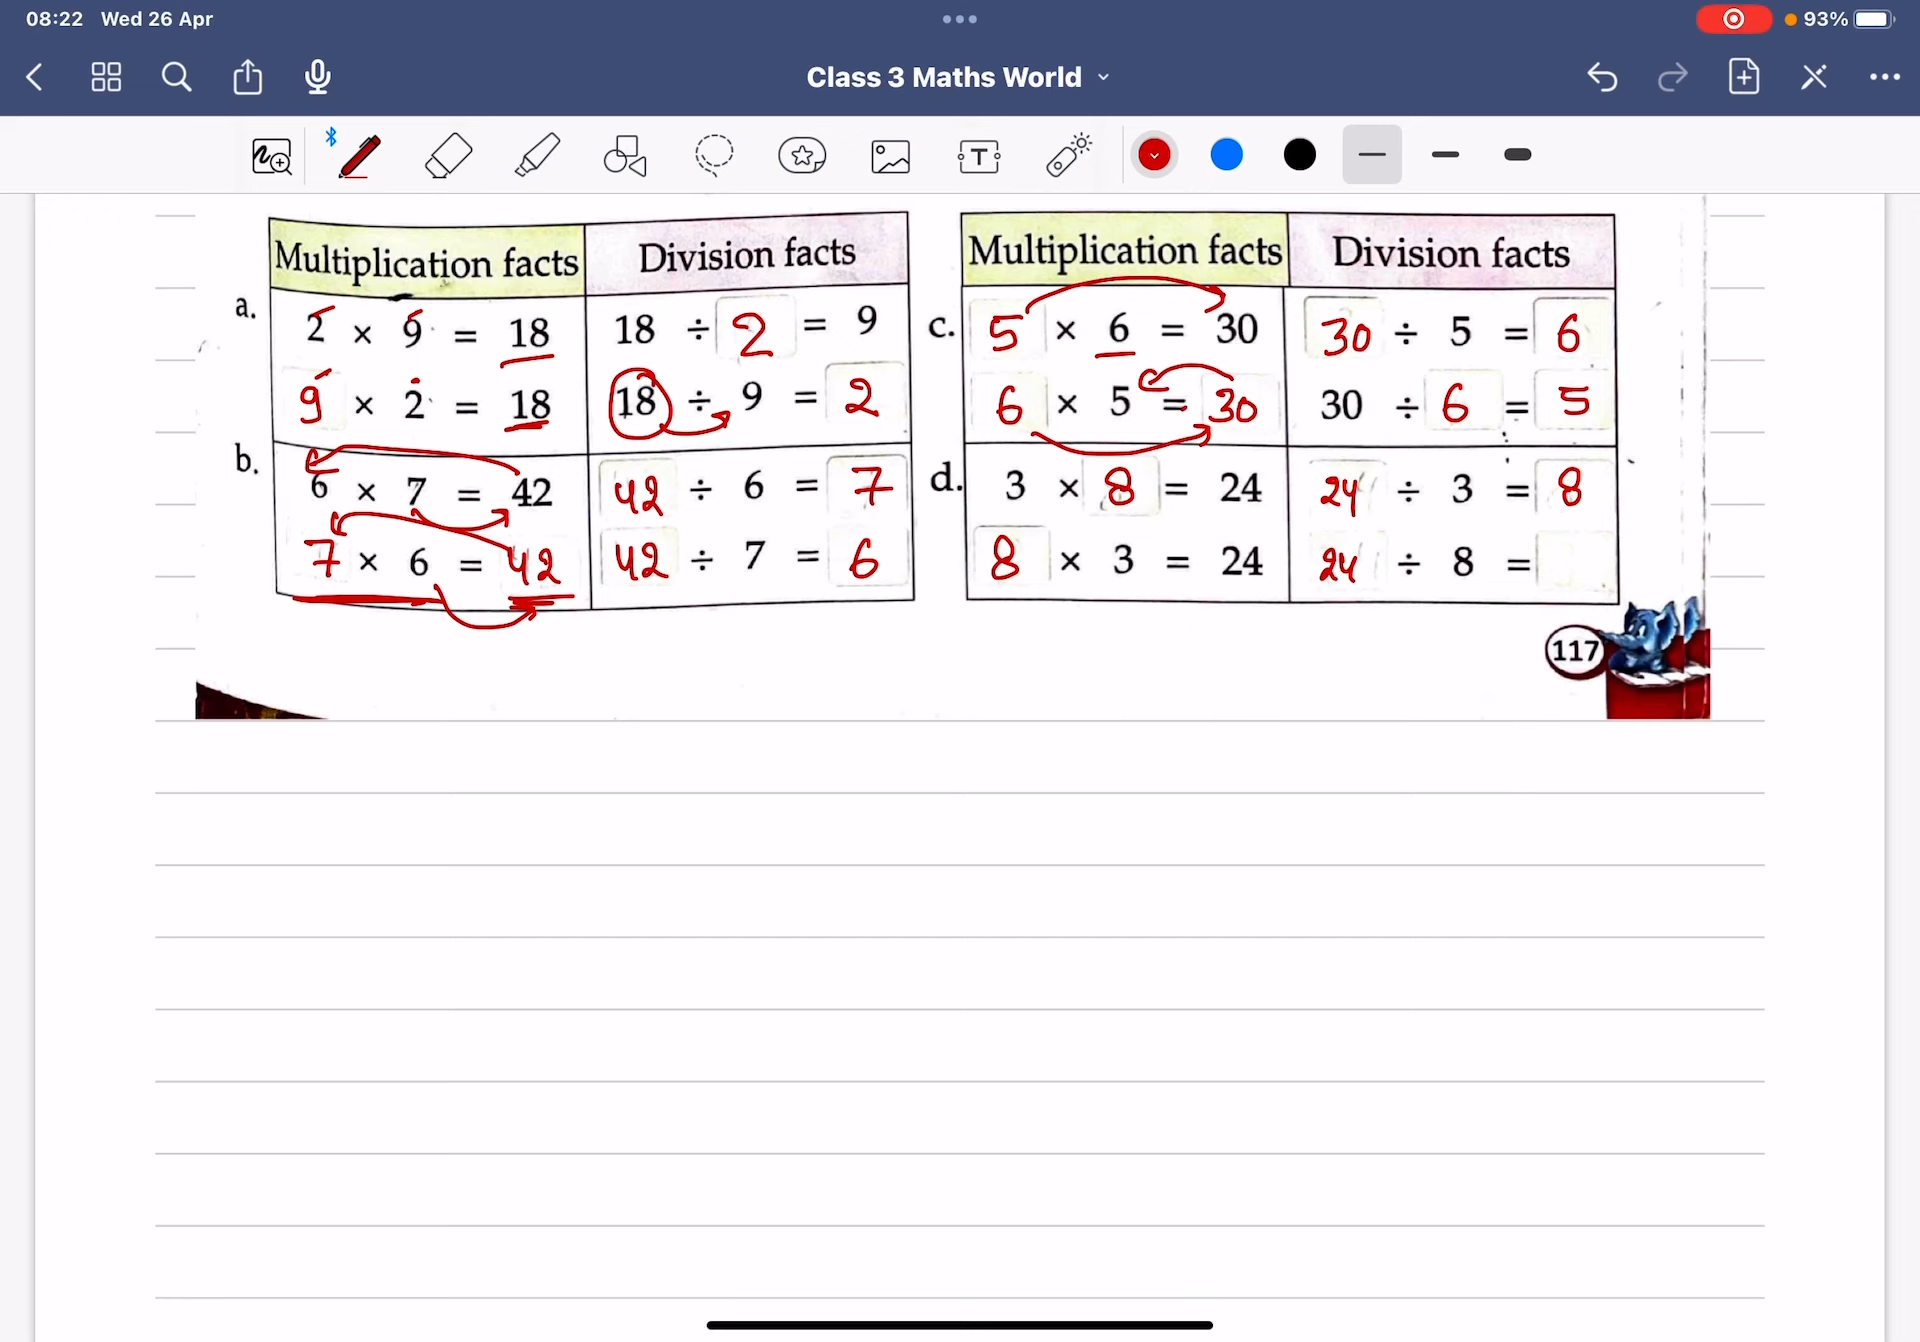 08:22 Wed 26 Apr
93%
Class 3 Maths World
T
Multiplication facts Division facts
a. 2 × 9 = 18 18 ÷ 2 = 9
9 × 2 = 18 18 ÷ 9 = 2
b. 6 × 7 = 42 42 ÷ 6 = 7
7 × 6 = 42 42 ÷ 7 = 6
Multiplication facts Division facts
c. 5 × 6 = 30 30 ÷ 5 = 6
6 × 5 = 30 30 ÷ 6 = 5
d. 3 × 8 = 24 24 ÷ 3 = 8
8 × 3 = 24 24 ÷ 8 =
117